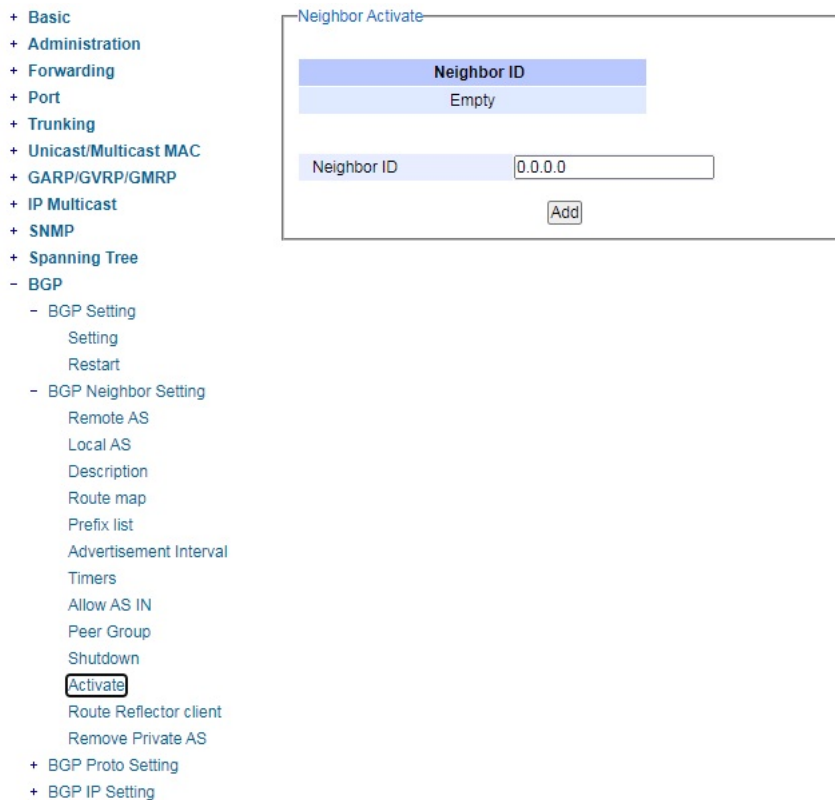 + Basic
+ Administration
+ Forwarding
+ Port
+ Trunking
+ Unicast/Multicast MAC
+ GARP/GVRP/GMRP
+ IP Multicast
+ SNMP
+ Spanning Tree
- BGP
- BGP Setting
Setting
Restart
- BGP Neighbor Setting
Remote AS
Local AS
Description
Route map
Prefix list
Advertisement Interval
Timers
Allow AS IN
Peer Group
Shutdown
Activate
Route Reflector client
Remove Private AS
+ BGP Proto Setting
+ BGP IP Setting
Neighbor Activate
Neighbor ID
Empty
Neighbor ID 0.0.0.0
Add